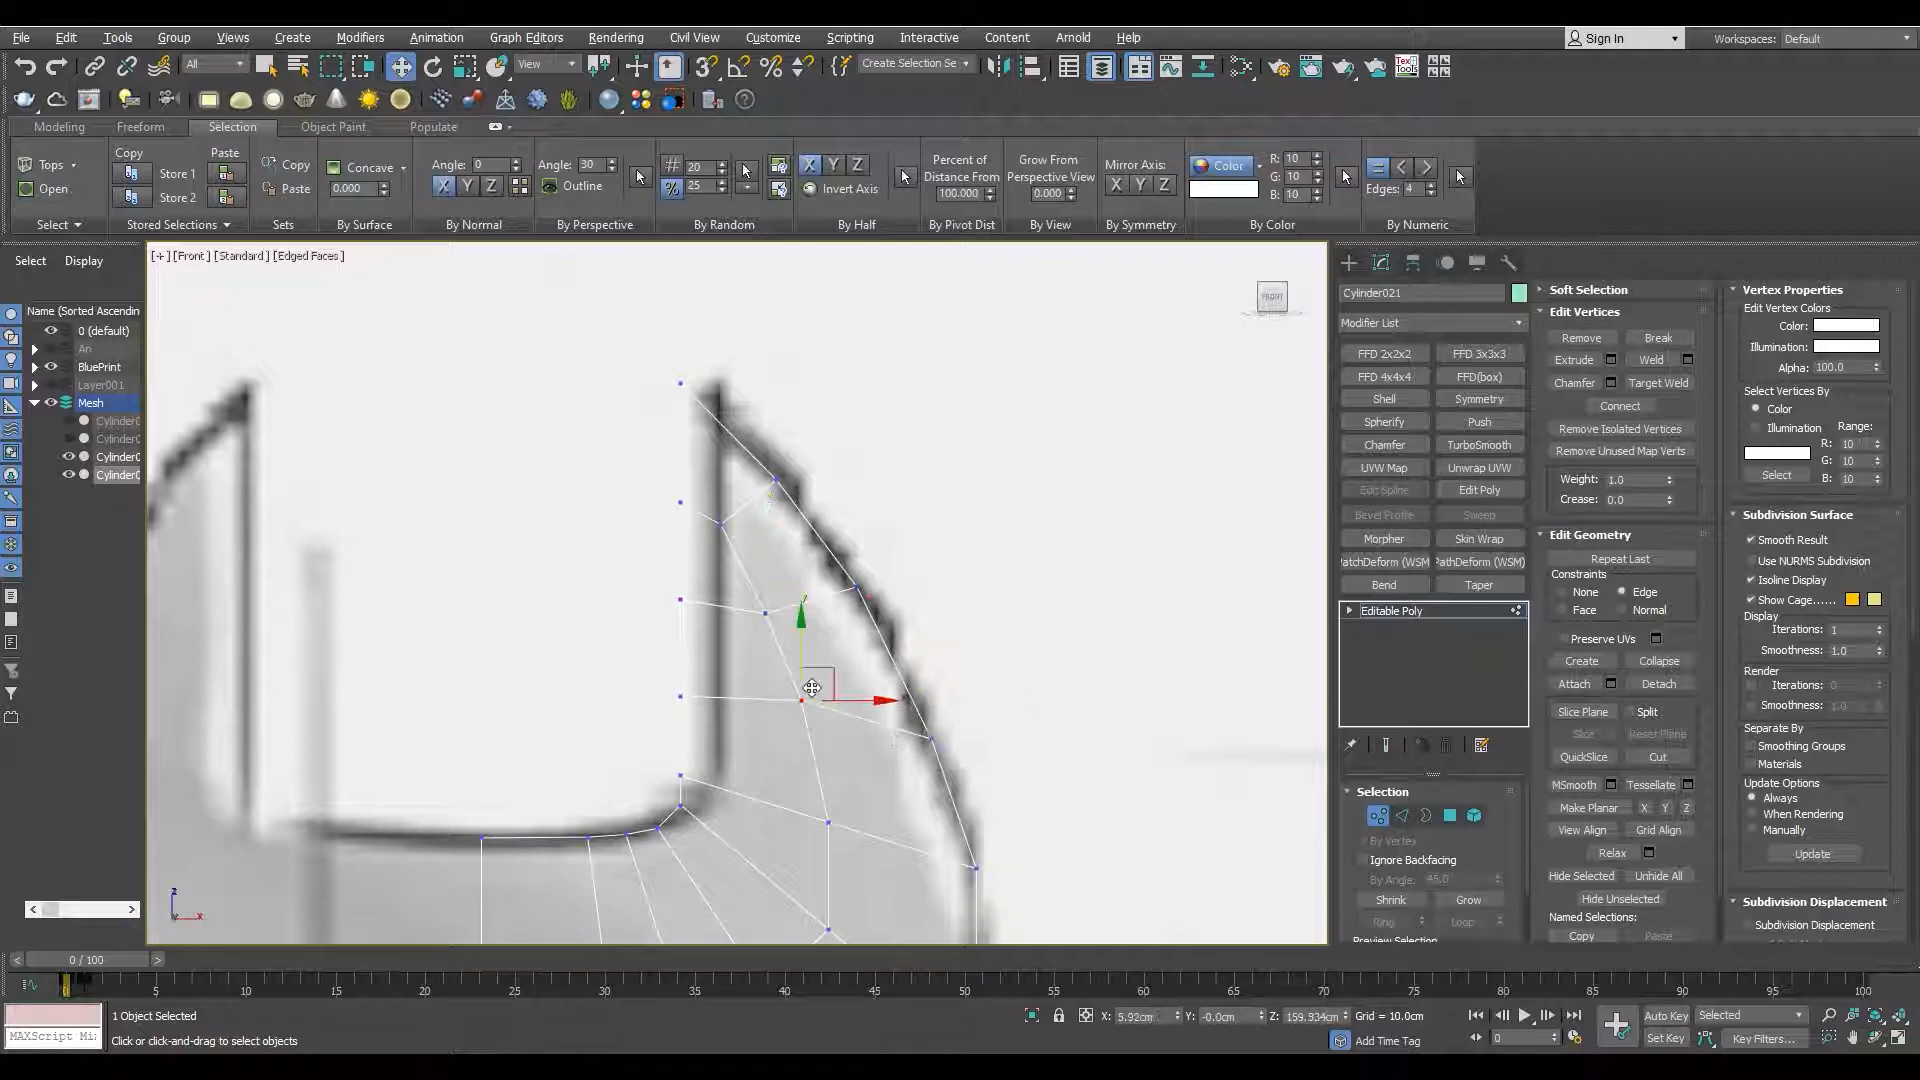 File Edit Tools Group Views Create Modifiers Animation Graph Editors Rendering Civil View Customize Scripting Interactive Content Arnold Help Sign In Workspaces: Default
All View Create Selection Se
Modeling Freeform Selection Object Paint Populate
Tops Open Select
Copy Paste Store 1 Store 2 Stored Selections
Copy Paste Sets
Concave 0.000 By Surface
Angle: 0 X Y Z By Normal
Angle: 30 Outline By Perspective
# 20 % 25 By Random
X Y Z Invert Axis By Half
Percent of Distance From 100.000 By Pivot Dist
Grow From Perspective View 0.000 By View
Mirror Axis: X Y Z By Symmetry
Color R: 10 G: 10 B: 10 By Color
= < > Edges: 4 By Numeric
Select Display
Name (Sorted Ascendin
0 (default)
An
BluePrint
Layer001
Mesh
Cylinder0
Cylinder0
Cylinder0
Cylinder0
[+] [Front ] [Standard ] [Edged Faces ]
FRONT
z x
Cylinder021
Modifier List
FFD 2x2x2 FFD 3x3x3
FFD 4x4x4 FFD(box)
Shell Symmetry
Spherify Push
Chamfer TurboSmooth
UVW Map Unwrap UVW
Edit Spline Edit Poly
Bevel Profile Sweep
Morpher Skin Wrap
PatchDeform (WSM PathDeform (WSM)
Bend Taper
Editable Poly
Selection
By Vertex
Ignore Backfacing
By Angle: 45.0
Shrink Grow
Ring Loop
Preview Selection
Soft Selection
Edit Vertices
Remove Break
Extrude Weld
Chamfer Target Weld
Connect
Remove Isolated Vertices
Remove Unused Map Verts
Weight: 1.0
Crease: 0.0
Edit Geometry
Repeat Last
Constraints
None Edge
Face Normal
Preserve UVs
Create Collapse
Attach Detach
Slice Plane Split
Slice Reset Plane
QuickSlice Cut
MSmooth Tessellate
Make Planar X Y Z
View Align Grid Align
Relax
Hide Selected Unhide All
Hide Unselected
Named Selections:
Copy Paste
Vertex Properties
Edit Vertex Colors
Color:
Illumination:
Alpha: 100.0
Select Vertices By
Color
Illumination Range:
R: 10
G: 10
B: 10
Select
Subdivision Surface
Smooth Result
Use NURMS Subdivision
Isoline Display
Show Cage......
Display
Iterations: 1
Smoothness: 1.0
Render
Iterations: 0
Smoothness: 1.0
Separate By
Smoothing Groups
Materials
Update Options
Always
When Rendering
Manually
Update
Subdivision Displacement
Subdivision Displacement
< 0 / 100 >
5 10 15 20 25 30 35 40 45 50 55 60 65 70 75 80 85 90 95 100
1 Object Selected X: 5.92cm Y: -0.0cm Z: 159.934cm Grid = 10.0cm Auto Key Selected
MAXScript Mi Click or click-and-drag to select objects Add Time Tag 0 Set Key Key Filters...